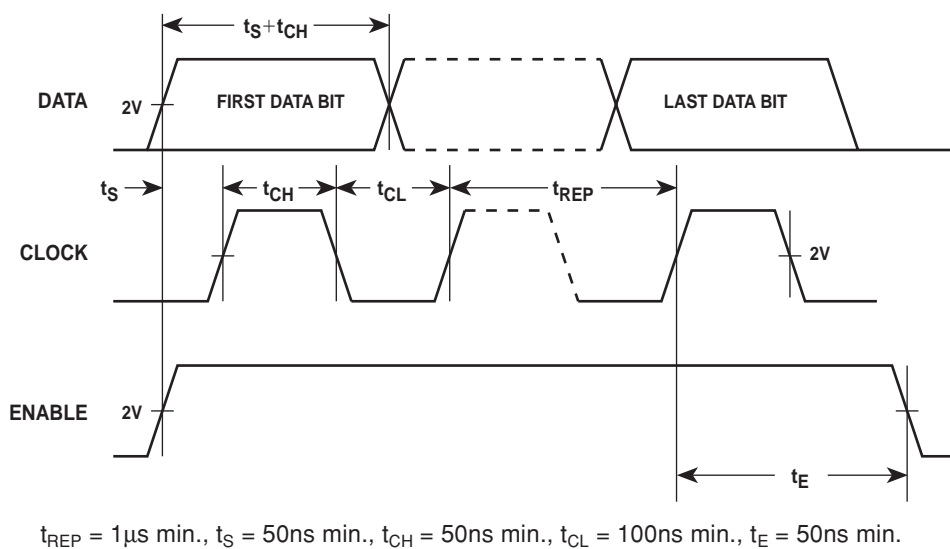 tS+tCH
DATA 2V FIRST DATA BIT LAST DATA BIT
tS tCH tCL tREP
CLOCK 2V
ENABLE 2V
tE
tREP = 1μs min., tS = 50ns min., tCH = 50ns min., tCL = 100ns min., tE = 50ns min.